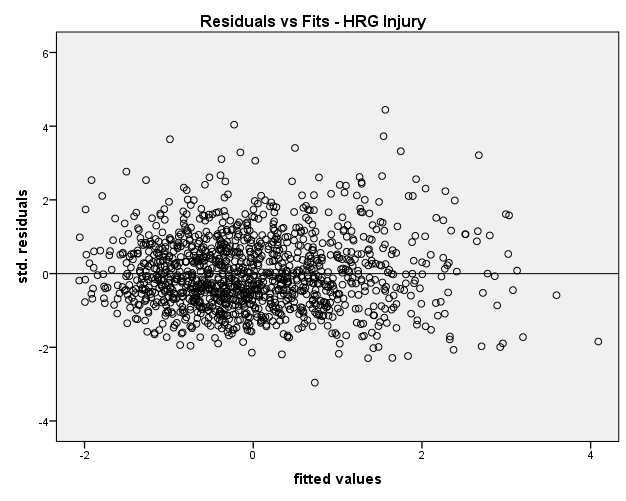 Residuals vs Fits - HRG Injury
6
4
2
0
-2
-4
std. residuals
-2 0 2 4
fitted values